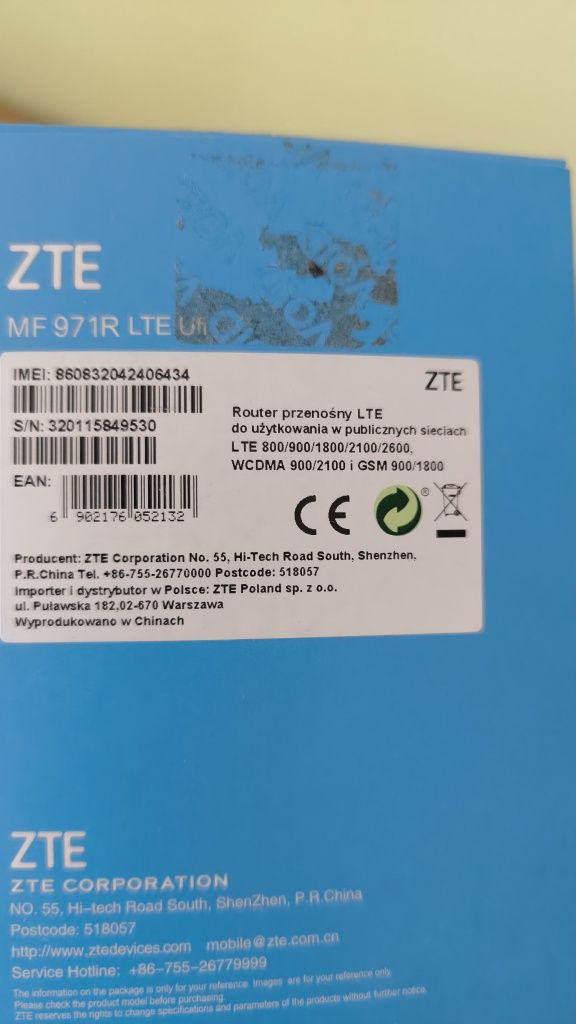 ZTE
MF 971R LTE Ufi
IMEI: 860832042406434
ZTE
S/N: 320115849530
Router przenośny LTE
do użytkowania w publicznych sieciach
LTE 800/900/1800/2100/2600,
WCDMA 900/2100 i GSM 900/1800
EAN:
6 902176 052132
CE
®
Producent: ZTE Corporation No. 55, Hi-Tech Road South, Shenzhen,
P.R.China Tel. +86-755-26770000 Postcode: 518057
Importer i dystrybutor w Polsce: ZTE Poland sp. z o.o.
ul. Puławska 182,02-670 Warszawa
Wyprodukowano w Chinach
ZTE
ZTE CORPORATION
NO. 55, Hi-tech Road South, ShenZhen, P.R.China
Postcode: 518057
http://www.ztedevices.com mobile@zte.com.cn
Service Hotline: +86-755-26779999
The information on the package is only for your reference. Images are for your reference only.
Please check the product model before purchasing.
ZTE reserves the rights to change specifications and parameters of the products without further notice.